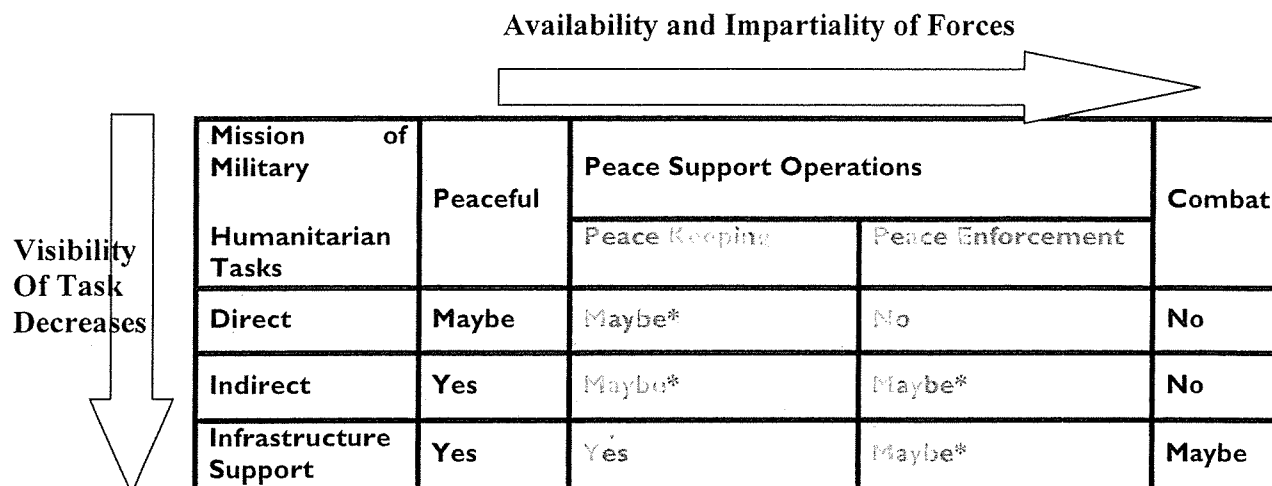 Availability and Impartiality of Forces
Visibility
Of Task
Decreases
Mission of
Military
Humanitarian
Tasks
Peaceful
Peace Support Operations
Combat
Peace Keeping
Peace Enforcement
Direct
Maybe
Maybe*
No
No
Indirect
Yes
Maybe*
Maybe*
No
Infrastructure
Support
Yes
Yes
Maybe*
Maybe